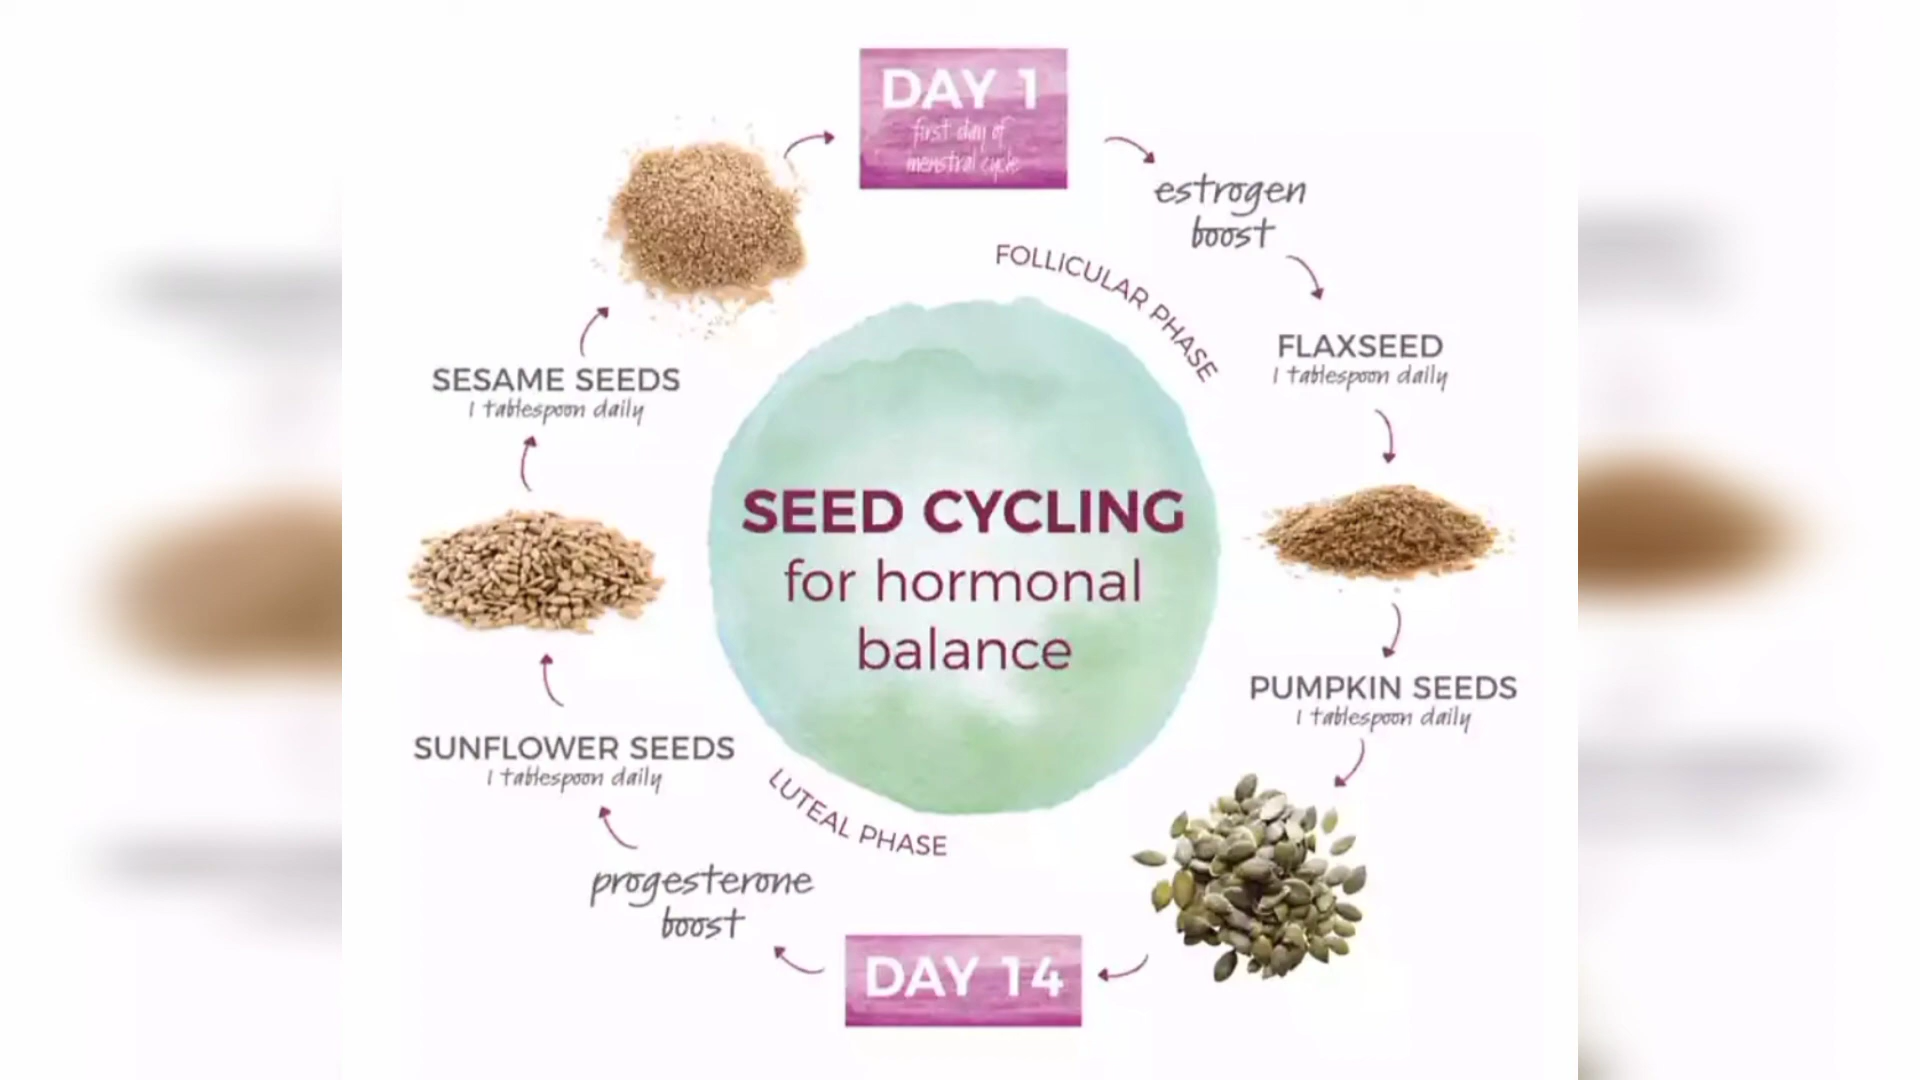 DAY 1
first day of
menstral cycle
estrogen
boost
FOLLICULAR PHASE
FLAXSEED
1 tablespoon daily
PUMPKIN SEEDS
1 tablespoon daily
DAY 14
progesterone
boost
LUTEAL PHASE
SUNFLOWER SEEDS
1 tablespoon daily
SESAME SEEDS
1 tablespoon daily
SEED CYCLING
for hormonal
balance